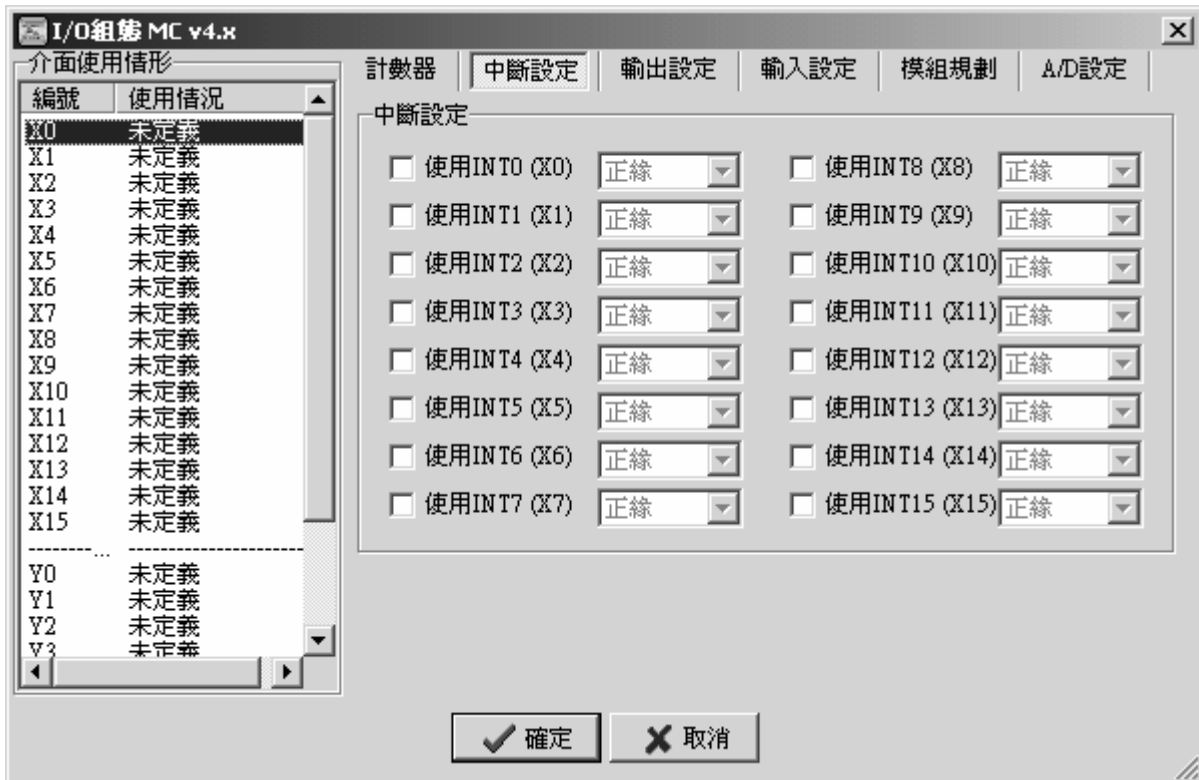 I/O組態 MC v4.x
介面使用情形
編號 使用情況
X0 未定義
X1 未定義
X2 未定義
X3 未定義
X4 未定義
X5 未定義
X6 未定義
X7 未定義
X8 未定義
X9 未定義
X10 未定義
X11 未定義
X12 未定義
X13 未定義
X14 未定義
X15 未定義
--------... ----------------------
Y0 未定義
Y1 未定義
Y2 未定義
Y3 未定義
計數器 中斷設定 輸出設定 輸入設定 模組規劃 A/D設定
中斷設定
使用INT0 (X0) 正緣 使用INT8 (X8) 正緣
使用INT1 (X1) 正緣 使用INT9 (X9) 正緣
使用INT2 (X2) 正緣 使用INT10 (X10) 正緣
使用INT3 (X3) 正緣 使用INT11 (X11) 正緣
使用INT4 (X4) 正緣 使用INT12 (X12) 正緣
使用INT5 (X5) 正緣 使用INT13 (X13) 正緣
使用INT6 (X6) 正緣 使用INT14 (X14) 正緣
使用INT7 (X7) 正緣 使用INT15 (X15) 正緣
確定 取消